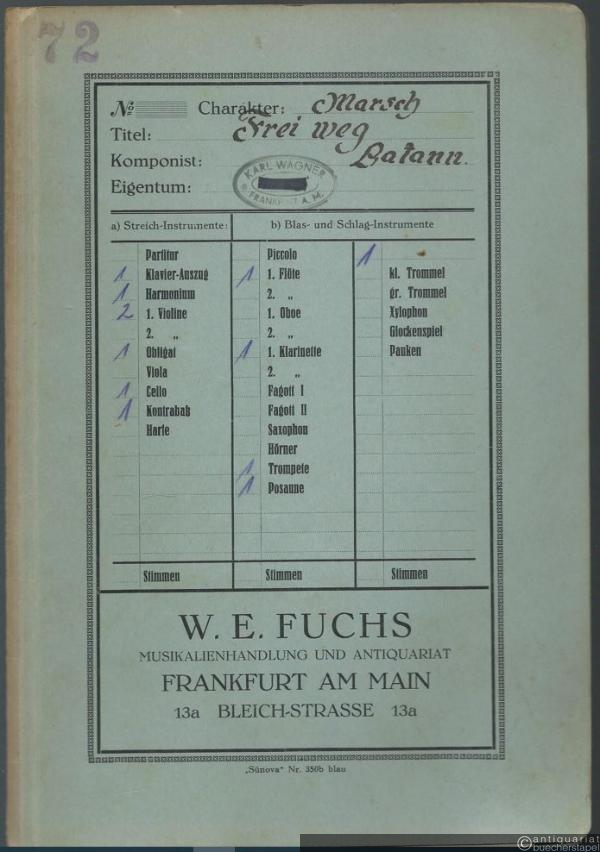 72
No Charakter: Marsch
Titel: Frei weg
Komponist: Latann.
Eigentum:
KARL WAGNER
FRANKFURT A. M.
a) Streich-Instrumente:
b) Blas- und Schlag-Instrumente
Partitur
1 Klavier-Auszug
1 Harmonium
2 1. Violine
2. „
1 Obligat
Viola
1 Cello
1 Kontrabaß
Harfe
Stimmen
Piccolo
1 1. Flöte
2. „
1. Oboe
2. „
1 1. Klarinette
2. „
Fagott I
Fagott II
Saxophon
Hörner
1 Trompete
1 Posaune
Stimmen
1 "
kl. Trommel
gr. Trommel
Xylophon
Glockenspiel
Pauken
Stimmen
W. E. FUCHS
MUSIKALIENHANDLUNG UND ANTIQUARIAT
FRANKFURT AM MAIN
13a BLEICH-STRASSE 13a
„Sünova“ Nr. 350b blau
antiquariat
buecherstapel